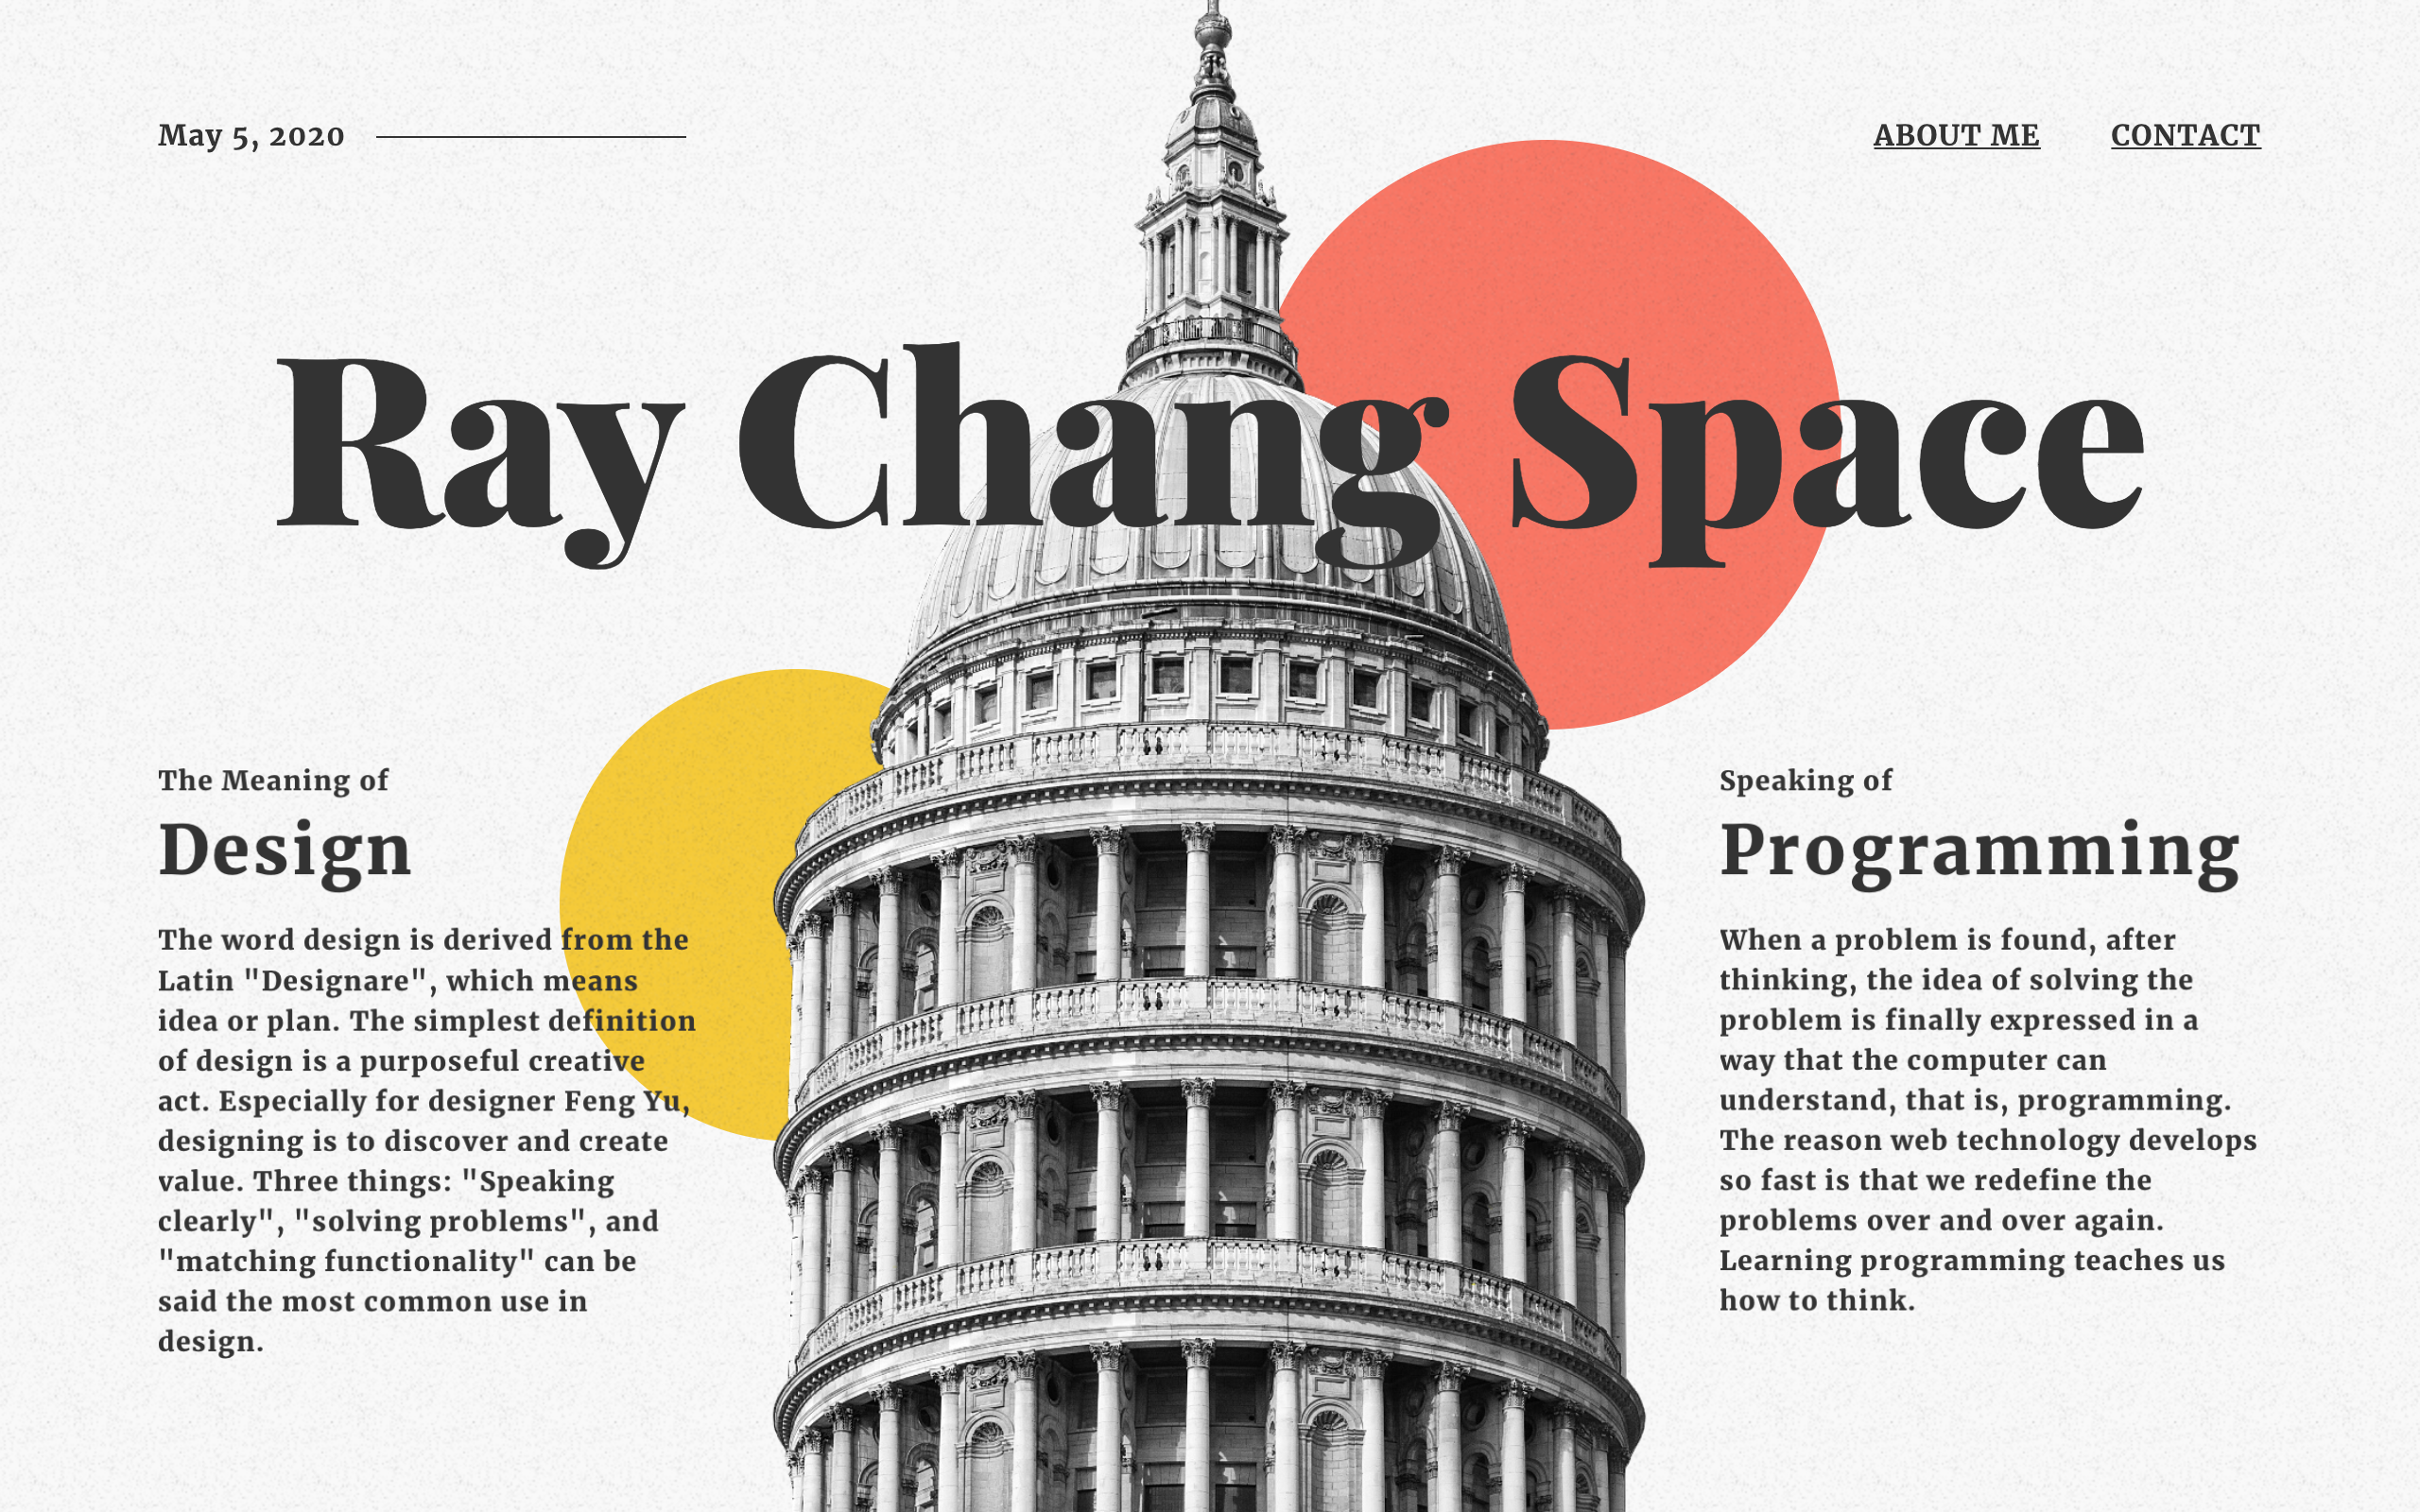 May 5, 2020
ABOUT ME
CONTACT
Ray Chang Space
The Meaning of
Design
The word design is derived from the
Latin "Designare", which means
idea or plan. The simplest definition
of design is a purposeful creative
act. Especially for designer Feng Yu,
designing is to discover and create
value. Three things: "Speaking
clearly", "solving problems", and
"matching functionality" can be
said the most common use in
design.
Speaking of
Programming
When a problem is found, after
thinking, the idea of solving the
problem is finally expressed in a
way that the computer can
understand, that is, programming.
The reason web technology develops
so fast is that we redefine the
problems over and over again.
Learning programming teaches us
how to think.